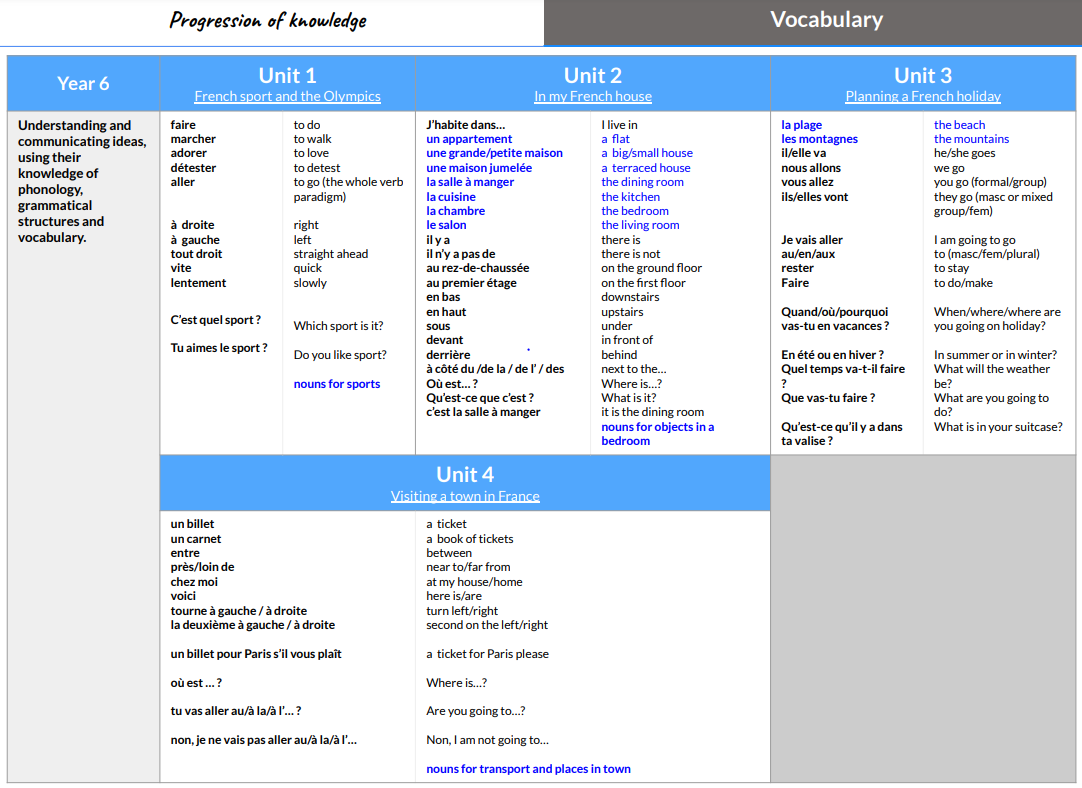 Progression of knowledge
Vocabulary
Year 6
Unit 1
French sport and the Olympics
Unit 2
In my French house
Unit 3
Planning a French holiday
Understanding and
communicating ideas,
using their
knowledge of
phonology,
grammatical
structures and
vocabulary.
faire
marcher
adorer
détester
aller
à droite
à gauche
tout droit
vite
lentement
C'est quel sport ?
Tu aimes le sport ?
to do
to walk
to love
to detest
to go (the whole verb
paradigm)
right
left
straight ahead
quick
slowly
Which sport is it?
Do you like sport?
nouns for sports
J'habite dans…
un appartement
une grande/petite maison
une maison jumelée
la salle à manger
la cuisine
la chambre
le salon
il y a
il n'y a pas de
au rez-de-chaussée
au premier étage
en bas
en haut
sous
devant
derrière
à côté du /de la / de l' / des
Où est… ?
Qu'est-ce que c'est ?
c'est la salle à manger
I live in
a flat
a big/small house
a terraced house
the dining room
the kitchen
the bedroom
the living room
there is
there is not
on the ground floor
on the first floor
downstairs
upstairs
under
in front of
behind
next to the…
Where is…?
What is it?
it is the dining room
nouns for objects in a
bedroom
la plage
les montagnes
il/elle va
nous allons
vous allez
ils/elles vont
Je vais aller
au/en/aux
rester
Faire
Quand/où/pourquoi
vas-tu en vacances ?
En été ou en hiver ?
Quel temps va-t-il faire
?
Que vas-tu faire ?
Qu'est-ce qu'il y a dans
ta valise ?
the beach
the mountains
he/she goes
we go
you go (formal/group)
they go (masc or mixed
group/fem)
I am going to go
to (masc/fem/plural)
to stay
to do/make
When/where/where are
you going on holiday?
In summer or in winter?
What will the weather
be?
What are you going to
do?
What is in your suitcase?
Unit 4
Visiting a town in France
un billet
un carnet
entre
près/loin de
chez moi
voici
tourne à gauche / à droite
la deuxième à gauche / à droite
un billet pour Paris s'il vous plaît
où est … ?
tu vas aller au/à la/à l'… ?
non, je ne vais pas aller au/à la/à l'…
a ticket
a book of tickets
between
near to/far from
at my house/home
here is/are
turn left/right
second on the left/right
a ticket for Paris please
Where is…?
Are you going to…?
Non, I am not going to…
nouns for transport and places in town